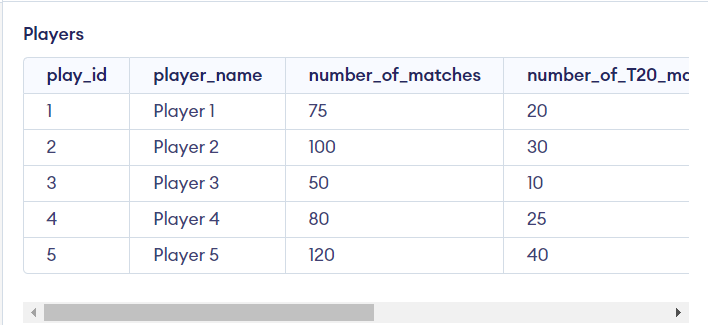 Players
play_id player_name number_of_matches number_of_T20_mc
1 Player 1 75 20
2 Player 2 100 30
3 Player 3 50 10
4 Player 4 80 25
5 Player 5 120 40